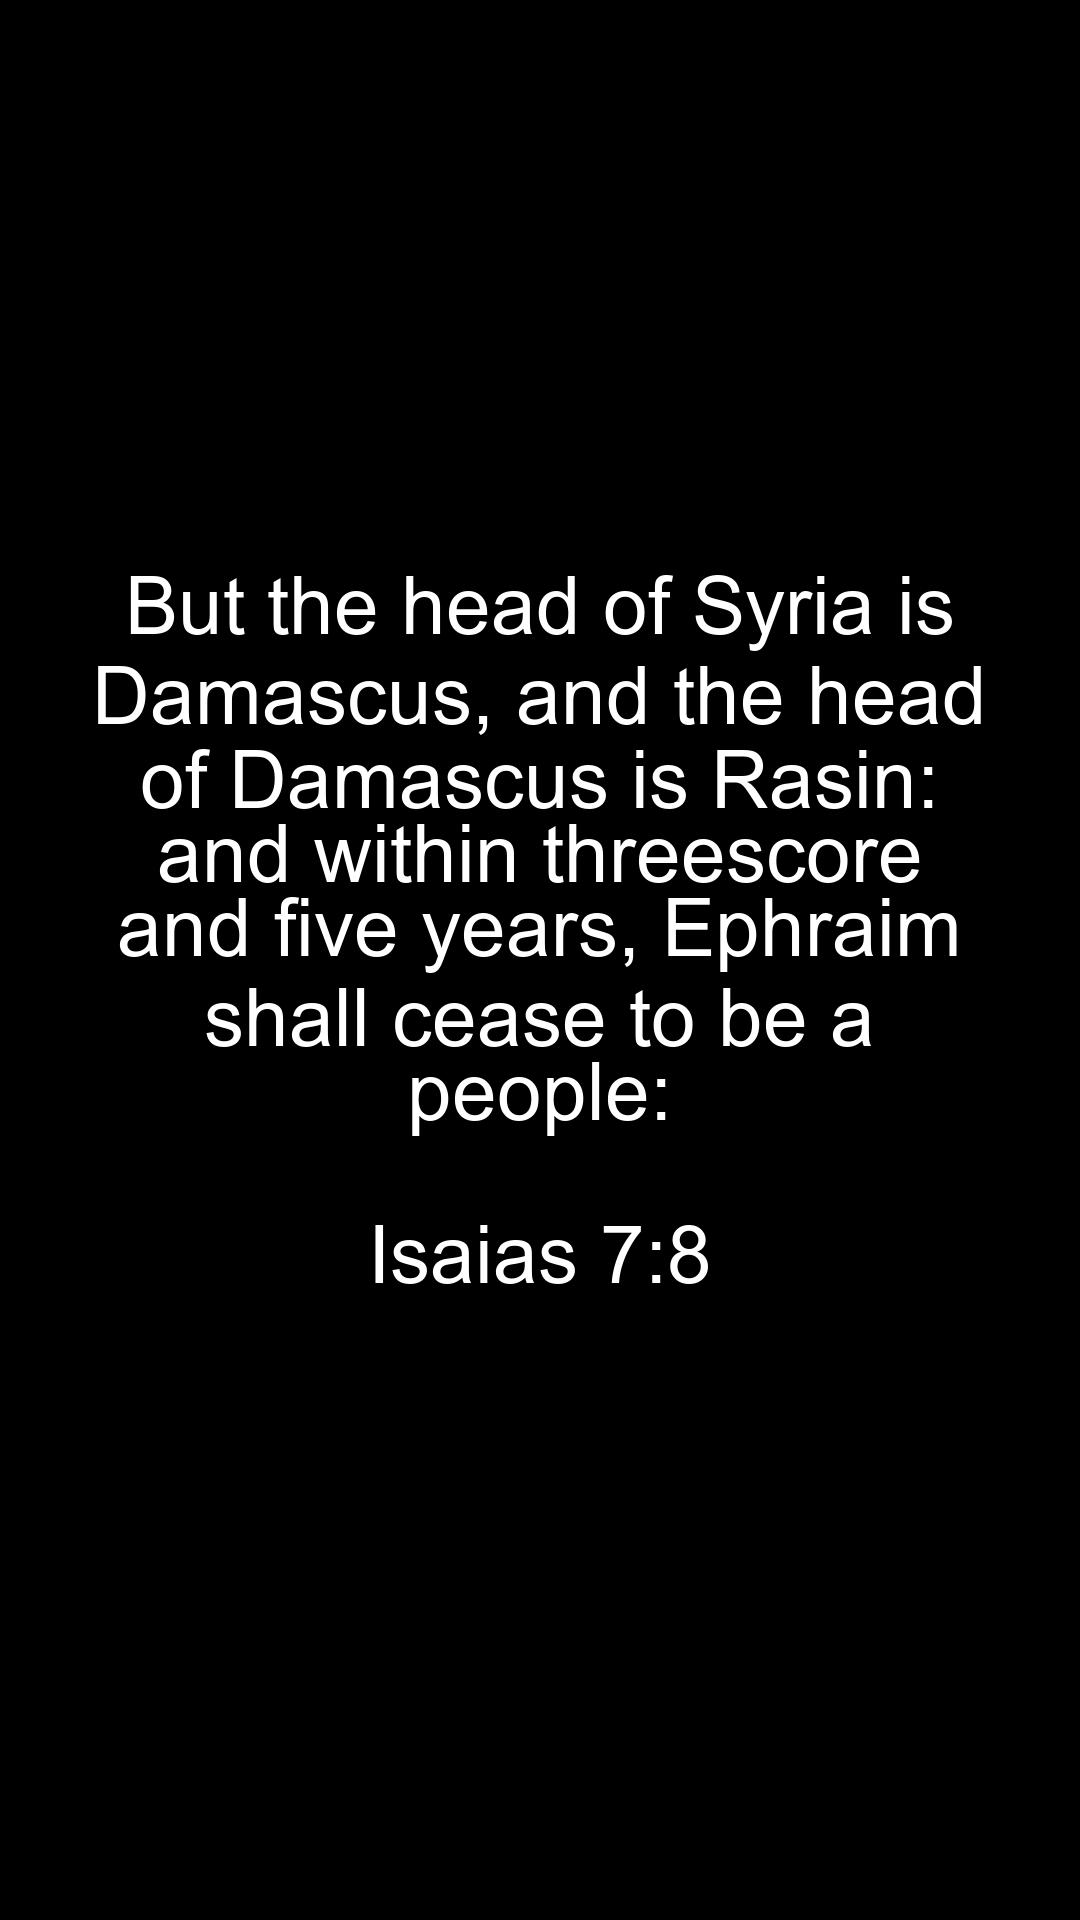 But the head of Syria is
Damascus, and the head
of Damascus is Rasin:
and within threescore
and five years, Ephraim
shall cease to be a
people:
Isaias 7:8